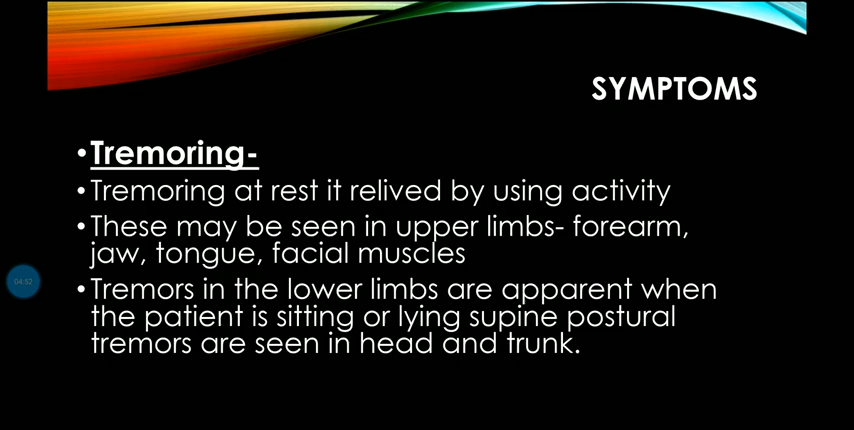 SYMPTOMS
•Tremoring-
•Tremoring at rest it relived by using activity
•These may be seen in upper limbs- forearm,
jaw, tongue, facial muscles
•Tremors in the lower limbs are apparent when
the patient is sitting or lying supine postural
tremors are seen in head and trunk.
04:52